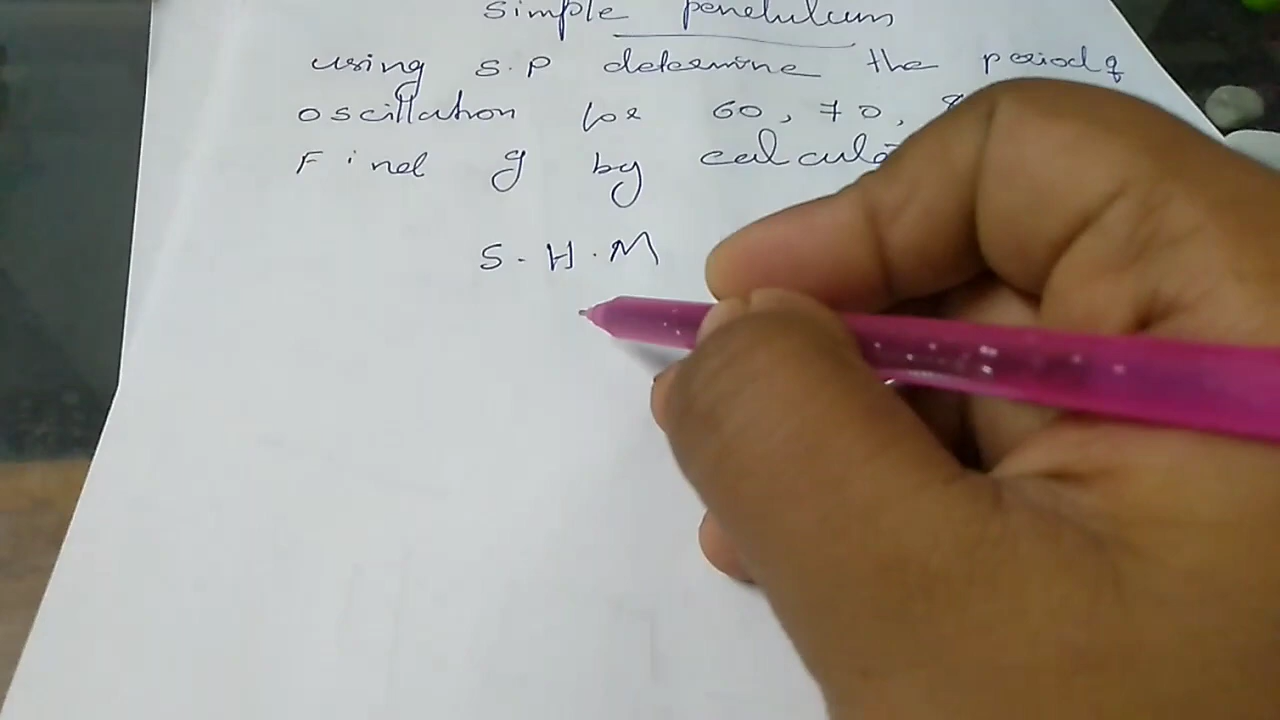 simple pendulum
using S.P determine the period of
oscillation for 60, 70,
Find g by
S.H.M